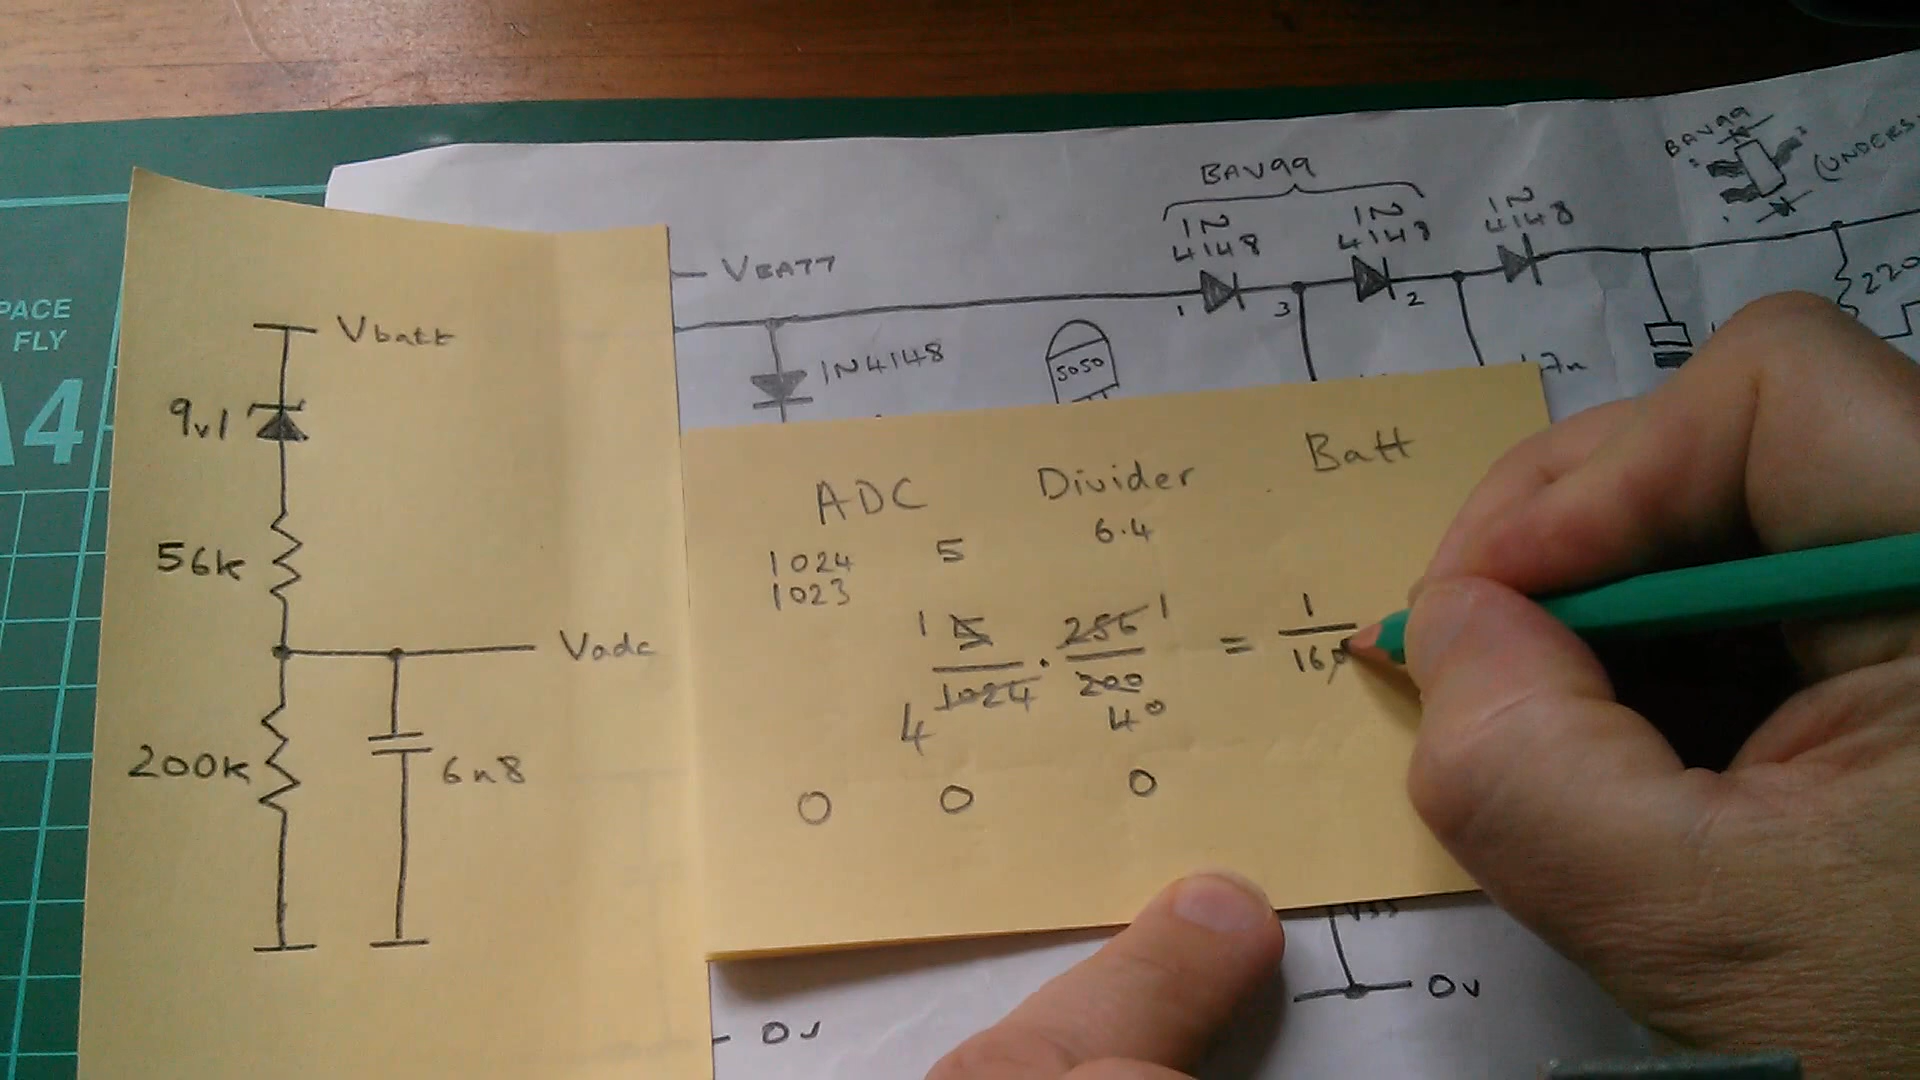 PACE
FLY
A4
Vbatt
9v1
56k
Vadc
200k
6n8
VBATT
1N4148
BAV99
1N
4148
1N
4148
1N
4148
1
3
2
5050
BAV99
220
7n
ADC Divider Batt
1024 5 6.4
1023
1 5 256 1 1
— . — = —
1024 200 160
4 40
0 0 0
VSS
0v
0v